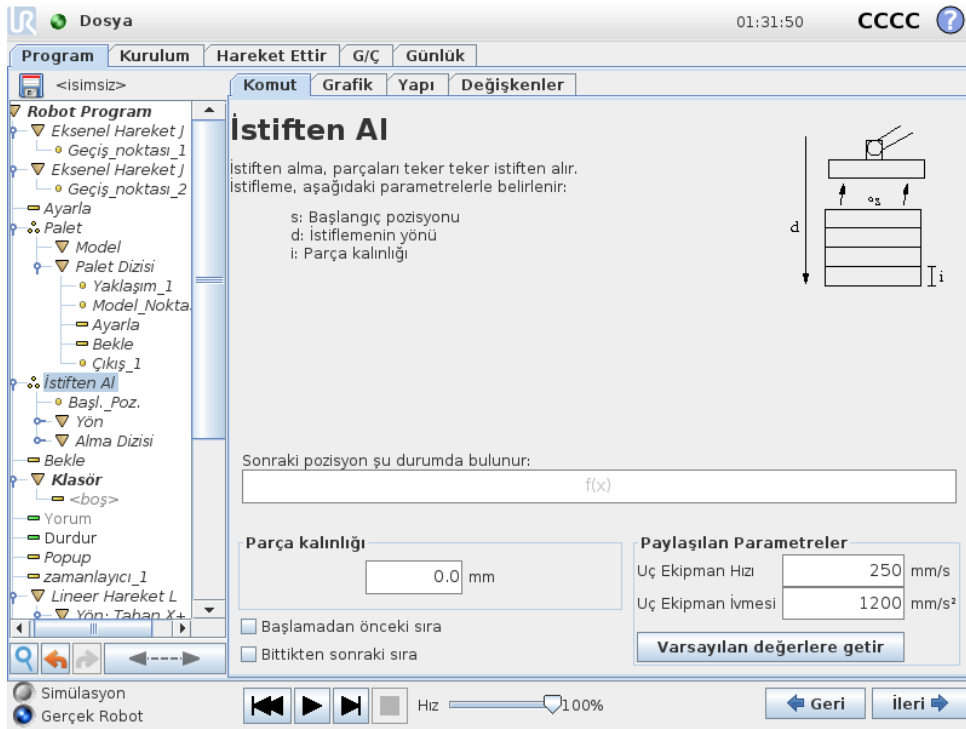 UR Dosya 01:31:50 CCCC ?
Program Kurulum Hareket Ettir G/Ç Günlük
<isimsiz>
Komut Grafik Yapı Değişkenler
Robot Program
Eksenel Hareket J
Geçiş_noktası_1
Eksenel Hareket J
Geçiş_noktası_2
Ayarla
Palet
Model
Palet Dizisi
Yaklaşım_1
Model_Nokta
Ayarla
Bekle
Çıkış_1
İstiften Al
Başl._Poz.
Yön
Alma Dizisi
Bekle
Klasör
<boş>
Yorum
Durdur
Popup
zamanlayıcı_1
Lineer Hareket L
Yön: Taban X+
İstiften Al
İstiften alma, parçaları teker teker istiften alır.
İstifleme, aşağıdaki parametrelerle belirlenir:
s: Başlangıç pozisyonu
d: İstiflemenin yönü
i: Parça kalınlığı
s
d
i
Sonraki pozisyon şu durumda bulunur:
f(x)
Parça kalınlığı
0.0 mm
Başlamadan önceki sıra
Bittikten sonraki sıra
Paylaşılan Parametreler
Uç Ekipman Hızı 250 mm/s
Uç Ekipman İvmesi 1200 mm/s²
Varsayılan değerlere getir
Simülasyon
Gerçek Robot
Hız 100%
Geri İleri